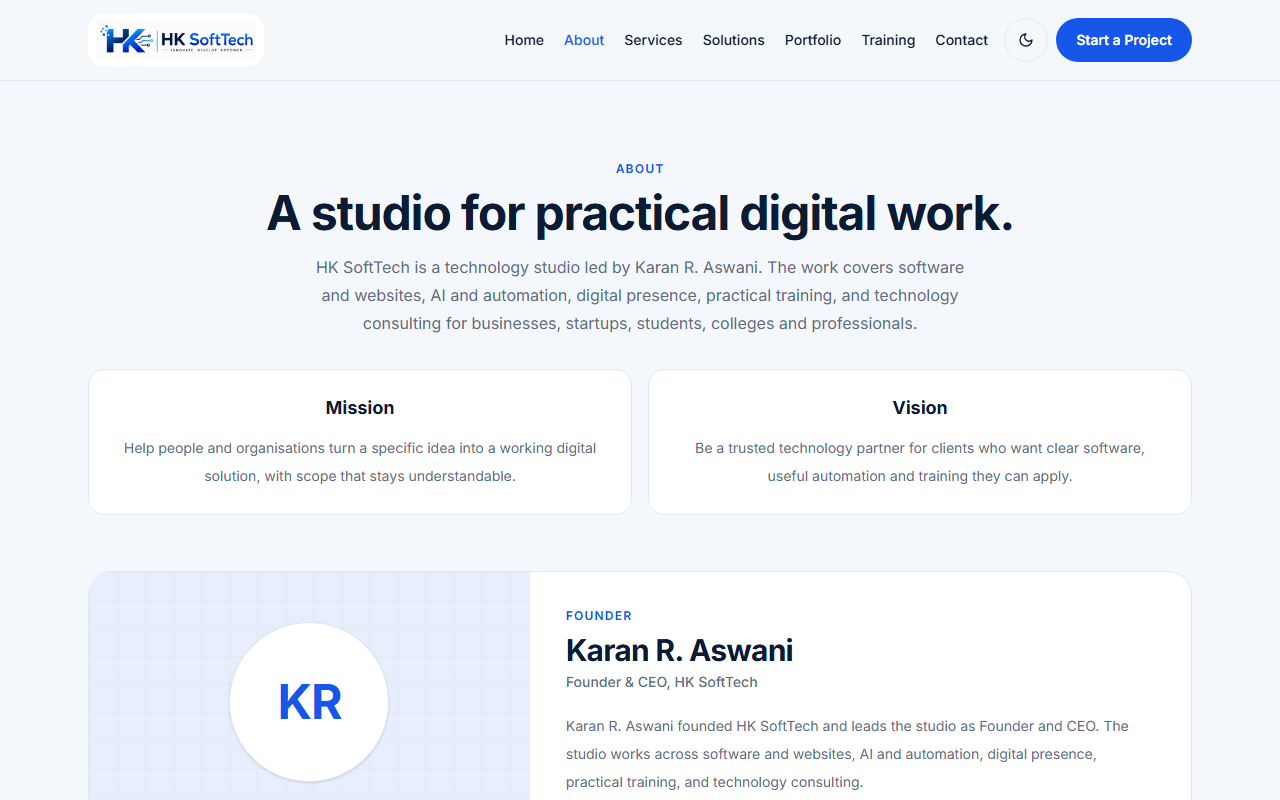 HK SoftTech
INNOVATE. DEVELOP. EMPOWER
Home
About
Services
Solutions
Portfolio
Training
Contact
Start a Project
ABOUT
A studio for practical digital work.
HK SoftTech is a technology studio led by Karan R. Aswani. The work covers software
and websites, AI and automation, digital presence, practical training, and technology
consulting for businesses, startups, students, colleges and professionals.
Mission
Help people and organisations turn a specific idea into a working digital
solution, with scope that stays understandable.
Vision
Be a trusted technology partner for clients who want clear software,
useful automation and training they can apply.
KR
FOUNDER
Karan R. Aswani
Founder & CEO, HK SoftTech
Karan R. Aswani founded HK SoftTech and leads the studio as Founder and CEO. The
studio works across software and websites, AI and automation, digital presence,
practical training, and technology consulting.